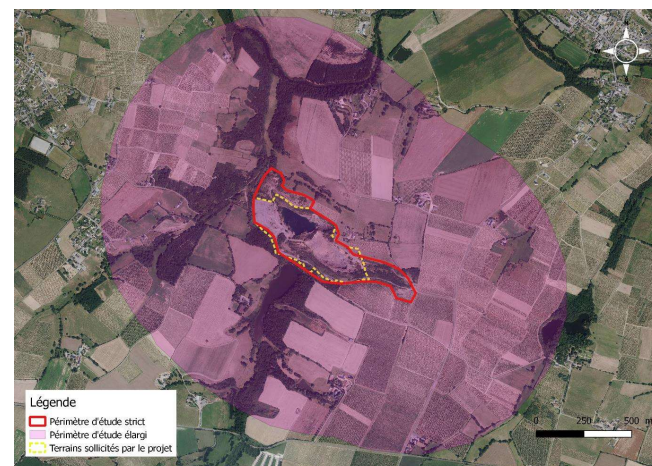 Légende
Périmètre d'étude strict
Périmètre d'étude élargi
Terrains sollicités par le projet
0 250 500 m